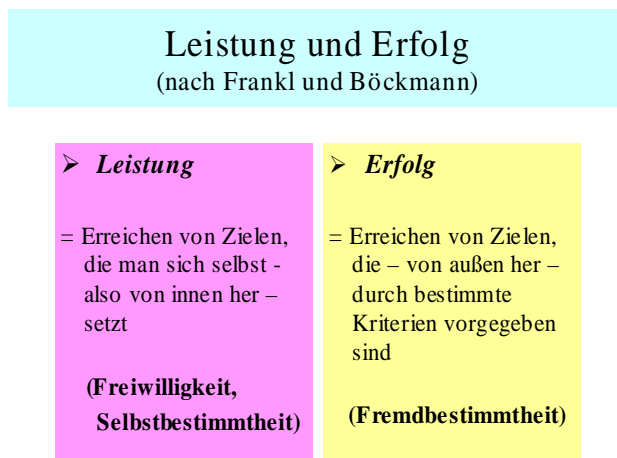 Leistung und Erfolg
(nach Frankl und Böckmann)
➢ Leistung
= Erreichen von Zielen,
die man sich selbst -
also von innen her –
setzt
(Freiwilligkeit,
Selbstbestimmtheit)
➢ Erfolg
= Erreichen von Zielen,
die – von außen her –
durch bestimmte
Kriterien vorgegeben
sind
(Fremdbestimmtheit)